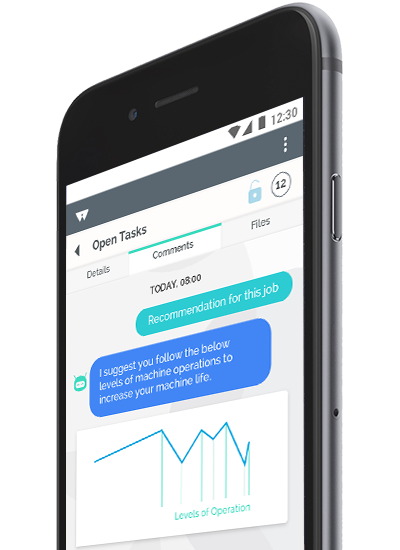 12:30
12
Open Tasks
Details Comments Files
TODAY, 08:00
Recommendation for this job
I suggest you follow the below
levels of machine operations to
increase your machine life.
Levels of Operation